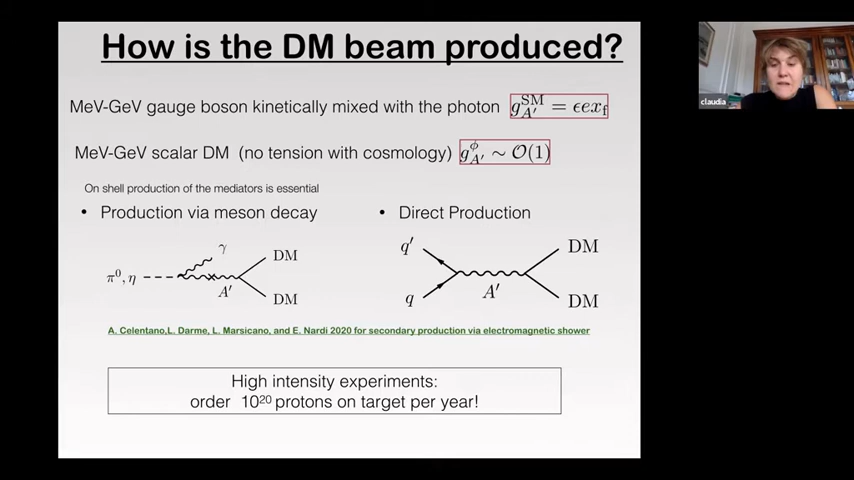 How is the DM beam produced?
MeV-GeV gauge boson kinetically mixed with the photon g_{A'}^{SM} = ϵex_f
MeV-GeV scalar DM (no tension with cosmology) g_{A'}^{ϕ} ∼ 𝒪(1)
On shell production of the mediators is essential
• Production via meson decay
π⁰, η
γ
A′
DM
DM
• Direct Production
q′
q
A′
DM
DM
A. Celentano,L. Darme, L. Marsicano, and E. Nardi 2020 for secondary production via electromagnetic shower
High intensity experiments:
order 10²⁰ protons on target per year!
claudia